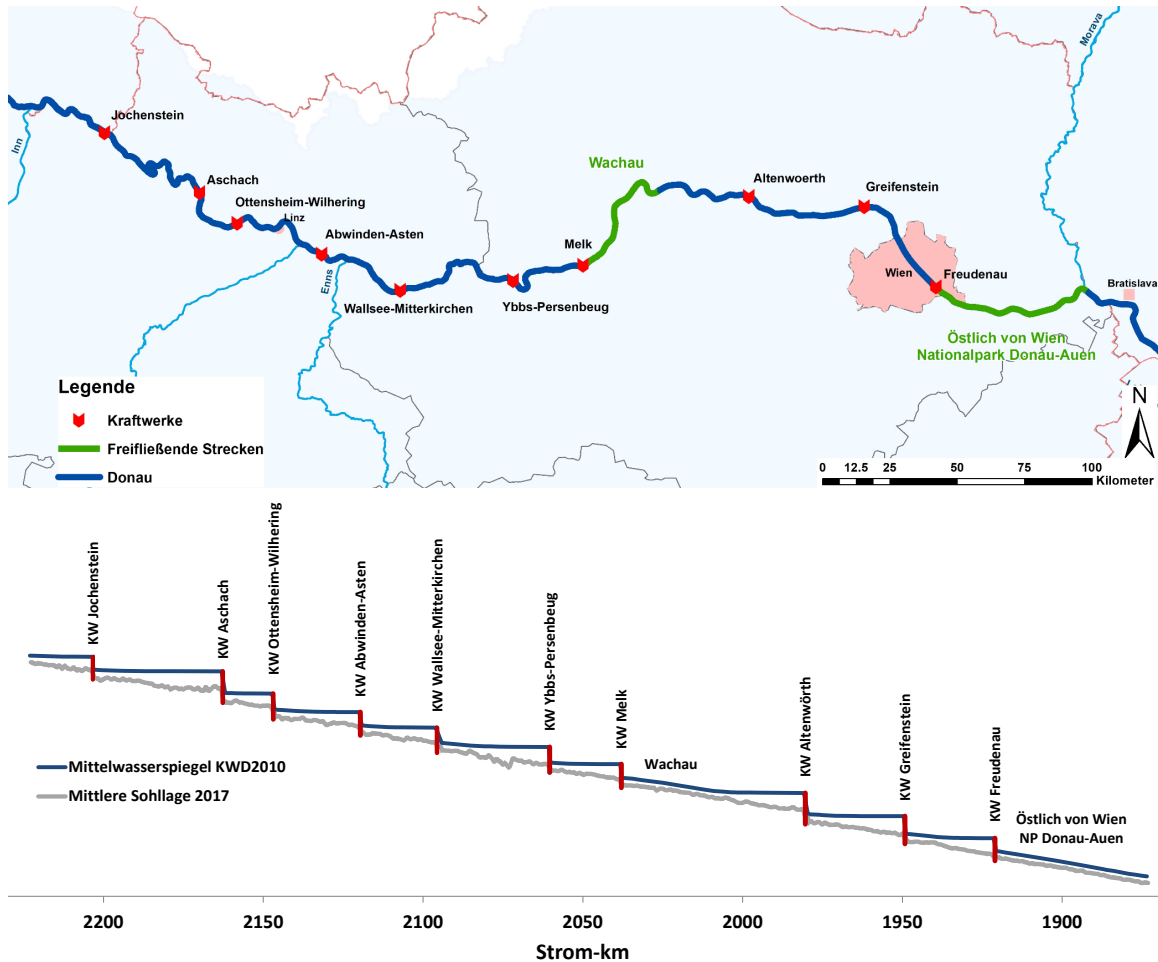 Morava
Jochenstein
Inn
Wachau
Aschach
Altenwoerth
Greifenstein
Ottensheim-Wilhering
Linz
Abwinden-Asten
Melk
Enns
Wien
Freudenau
Bratislava
Wallsee-Mitterkirchen
Ybbs-Persenbeug
Östlich von Wien
Nationalpark Donau-Auen
Legende
Kraftwerke
Freifließende Strecken
Donau
N
0 12.5 25 50 75 100
Kilometer
KW Jochenstein
KW Aschach
KW Ottensheim-Wilhering
KW Abwinden-Asten
KW Wallsee-Mitterkirchen
KW Ybbs-Persenbeug
KW Melk
KW Altenwörth
KW Greifenstein
KW Freudenau
Wachau
Östlich von Wien
NP Donau-Auen
Mittelwasserspiegel KWD2010
Mittlere Sohllage 2017
2200 2150 2100 2050 2000 1950 1900
Strom-km